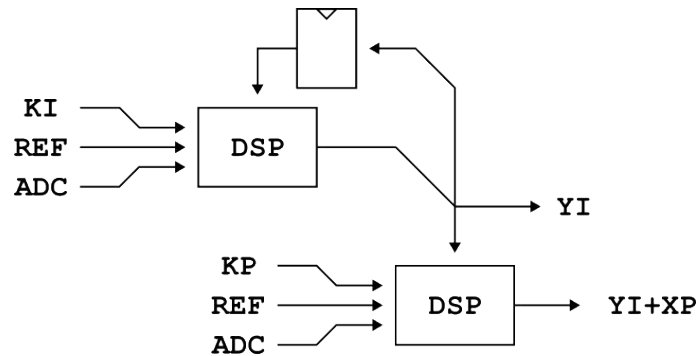 KI
REF
ADC
DSP
YI
KP
REF
ADC
DSP
YI+XP